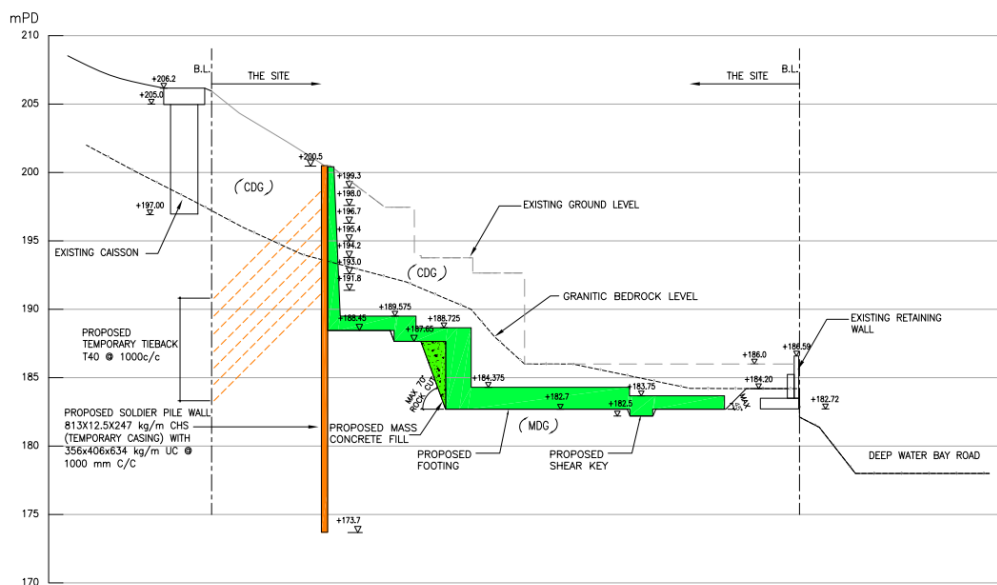 mPD
210
205
200
195
190
185
180
175
170
B.L.
THE SITE
THE SITE
B.L.
+206.2
+205.0
+200.5
+199.3
+198.0
+196.7
+195.4
+194.2
+193.0
+191.8
(CDG)
+197.00
EXISTING CAISSON
EXISTING GROUND LEVEL
(CDG)
GRANITIC BEDROCK LEVEL
+189.575
+188.45
+188.725
+187.65
EXISTING RETAINING
WALL
+186.59
+186.0
+184.375
+183.75
+184.20
+182.7
+182.5
+182.72
PROPOSED
TEMPORARY TIEBACK
T40 @ 1000c/c
MAX 70°
ROCK CUT
MAX
45°
PROPOSED SOLDIER PILE WALL
813X12.5X247 kg/m CHS
(TEMPORARY CASING) WITH
356x406x634 kg/m UC @
1000 mm C/C
PROPOSED MASS
CONCRETE FILL
(MDG)
PROPOSED
FOOTING
PROPOSED
SHEAR KEY
DEEP WATER BAY ROAD
+173.7